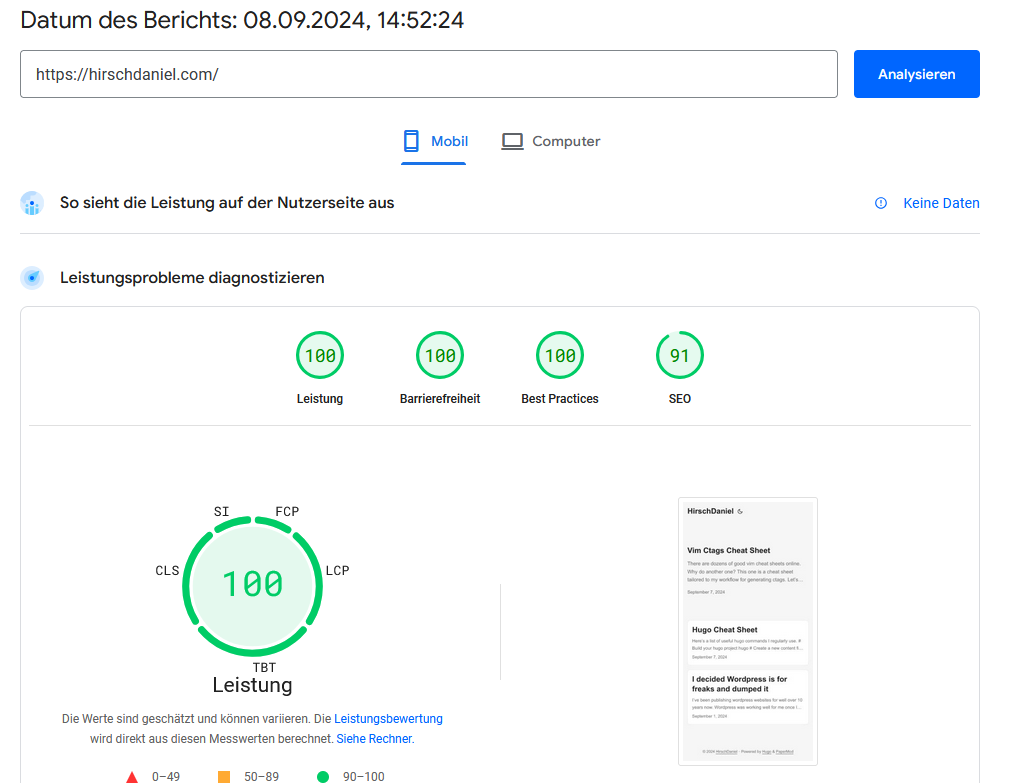 Datum des Berichts: 08.09.2024, 14:52:24
https://hirschdaniel.com/
Analysieren
Mobil
Computer
So sieht die Leistung auf der Nutzerseite aus
Keine Daten
Leistungsprobleme diagnostizieren
100
100
100
91
Leistung
Barrierefreiheit
Best Practices
SEO
SI
FCP
CLS
LCP
100
TBT
Leistung
Die Werte sind geschätzt und können variieren. Die Leistungsbewertung
wird direkt aus diesen Messwerten berechnet. Siehe Rechner.
0–49
50–89
90–100
HirschDaniel
Vim Ctags Cheat Sheet
There are dozens of good vim cheat sheets online.
Why do another one? This one is a cheat sheet
tailored to my workflow for generating ctags. Let's...
September 7, 2024
Hugo Cheat Sheet
Here's a list of useful hugo commands I regularly use. #
Build your hugo project hugo # Create a new content fi...
September 7, 2024
I decided Wordpress is for
freaks and dumped it
I've been publishing wordpress websites for well over 10
years now. Wordpress was working well for me once I ...
September 1, 2024
© 2024 HirschDaniel · Powered by Hugo & PaperMod